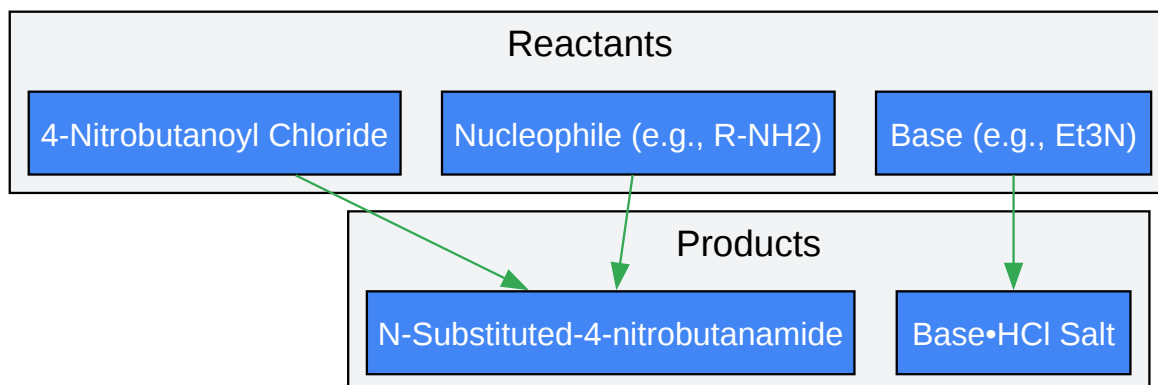 Reactants
4-Nitrobutanoyl Chloride
Nucleophile (e.g., R-NH2)
Base (e.g., Et3N)
Products
N-Substituted-4-nitrobutanamide
Base•HCl Salt